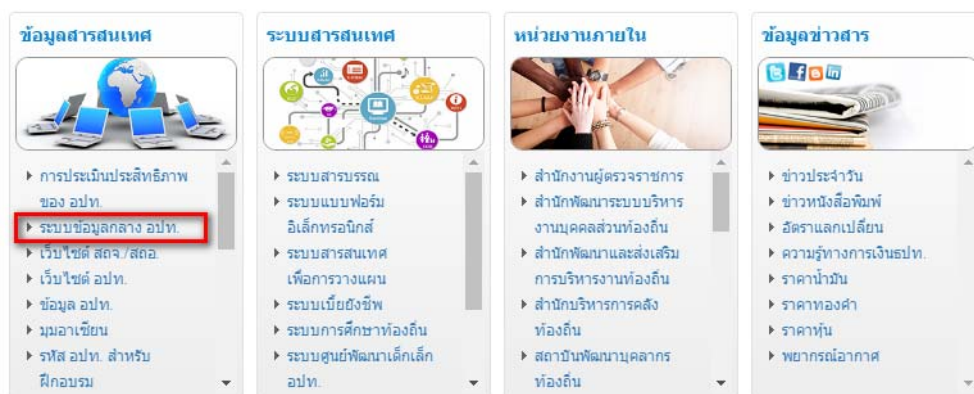 ข้อมูลสารสนเทศ
การประเมินประสิทธิภาพ
ของ อปท.
ระบบข้อมูลกลาง อปท.
เว็บไซต์ สถจ./สถอ.
เว็บไซต์ อปท.
ข้อมูล อปท.
มุมอาเซียน
รหัส อปท. สำหรับ
ฝึกอบรม
ระบบสารสนเทศ
ระบบสารบรรณ
ระบบแบบฟอร์ม
อิเล็กทรอนิกส์
ระบบสารสนเทศ
เพื่อการวางแผน
ระบบเบี้ยยังชีพ
ระบบการศึกษาท้องถิ่น
ระบบศูนย์พัฒนาเด็กเล็ก
อปท.
หน่วยงานภายใน
สำนักงานผู้ตรวจราชการ
สำนักพัฒนาระบบบริหาร
งานบุคคลส่วนท้องถิ่น
สำนักพัฒนาและส่งเสริม
การบริหารงานท้องถิ่น
สำนักบริหารการคลัง
ท้องถิ่น
สถาบันพัฒนาบุคลากร
ท้องถิ่น
ข้อมูลข่าวสาร
ข่าวประจำวัน
ข่าวหนังสือพิมพ์
อัตราแลกเปลี่ยน
ความรู้ทางการเงินธปท.
ราคาน้ำมัน
ราคาทองคำ
ราคาหุ้น
พยากรณ์อากาศ